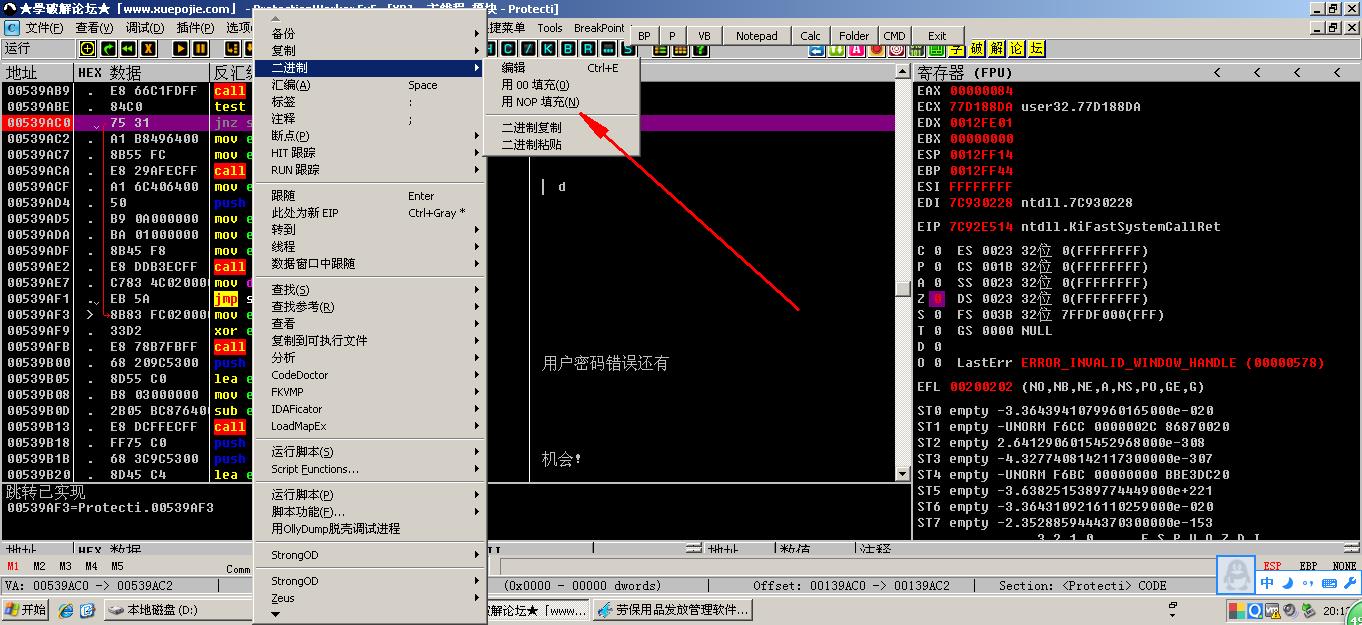 ★学破解论坛★ [www.xuepojie.com]
文件(F) 查看(V) 调试(D) 插件(P) 选项 捷菜单 Tools BreakPoint
BP P VB Notepad Calc Folder CMD Exit
运行
破 解 论 坛
地址 HEX 数据 反汇
00539AB9 . E8 66C1FDFF call
00539ABE . 84C0 test
00539AC0 75 31 jnz s
00539AC2 . A1 B8496400 mov e
00539AC7 . 8B55 FC mov e
00539ACA . E8 29AFECFF call
00539ACF . A1 6C406400 mov e
00539AD4 . 50 push
00539AD5 . B9 0A000000 mov e
00539ADA . BA 01000000 mov e
00539ADF . 8B45 F8 mov e
00539AE2 . E8 DDB3ECFF call
00539AE7 . C783 4C020000 mov d
00539AF1 . EB 5A jmp s
00539AF3 > 8B83 FC020000 mov e
00539AF9 . 33D2 xor e
00539AFB . E8 78B7FBFF call
00539B00 . 68 209C5300 push
00539B05 . 8D55 C0 lea e
00539B08 . B8 03000000 mov e
00539B0D . 2B05 BC876400 sub e
00539B13 . E8 DCFFECFF call
00539B18 . FF75 C0 push
00539B1B . 68 3C9C5300 push
00539B20 . 8D45 C4 lea e
跳转已实现
00539AF3=Protecti.00539AF3
备份
复制
二进制
汇编(A) Space
标签 :
注释 ;
断点(P)
HIT 跟踪
RUN 跟踪
跟随 Enter
此处为新 EIP Ctrl+Gray *
转到
线程
数据窗口中跟随
查找(S)
查找参考(R)
查看
复制到可执行文件
分析
CodeDoctor
FKVMP
IDAFicator
LoadMapEx
运行脚本(S)
Script Functions...
运行脚本(P)
脚本功能(F)...
用OllyDump脱壳调试进程
StrongOD
StrongOD
Zeus
编辑 Ctrl+E
用 00 填充(O)
用 NOP 填充(N)
二进制复制
二进制粘贴
d
用户密码错误还有
机会!
寄存器 (FPU) < < < <
EAX 00000084
ECX 77D188DA user32.77D188DA
EDX 0012FE01
EBX 00000000
ESP 0012FF14
EBP 0012FF44
ESI FFFFFFFF
EDI 7C930228 ntdll.7C930228
EIP 7C92E514 ntdll.KiFastSystemCallRet
C 0 ES 0023 32位 0(FFFFFFFF)
P 0 CS 001B 32位 0(FFFFFFFF)
A 0 SS 0023 32位 0(FFFFFFFF)
Z 0 DS 0023 32位 0(FFFFFFFF)
S 0 FS 003B 32位 7FFDF000(FFF)
T 0 GS 0000 NULL
D 0
O 0 LastErr ERROR_INVALID_WINDOW_HANDLE (00000578)
EFL 00200202 (NO,NB,NE,A,NS,PO,GE,G)
ST0 empty -3.3643941079960165000e-020
ST1 empty -UNORM F6CC 0000002C 86870020
ST2 empty 2.6412906015452968000e-308
ST3 empty -4.3277408142117300000e-307
ST4 empty -UNORM F6BC 00000000 BBE3DC20
ST5 empty -3.6382515389774449000e+221
ST6 empty -3.3643109216110259000e-020
ST7 empty -2.3528859444370300000e-153
3 2 1 0 E S P U O Z D I
地址 HEX 数据 地址 数值 注释
M1 M2 M3 M4 M5 Comm
ESP EBP NONE
VA: 00539AC0 -> 00539AC2 (0x0000 - 00000 dwords) Offset: 00139AC0 -> 00139AC2 Section: <Protecti> CODE
中
开始 本地磁盘 (D:) 破解论坛★ [www... 劳保用品发放管理软件...